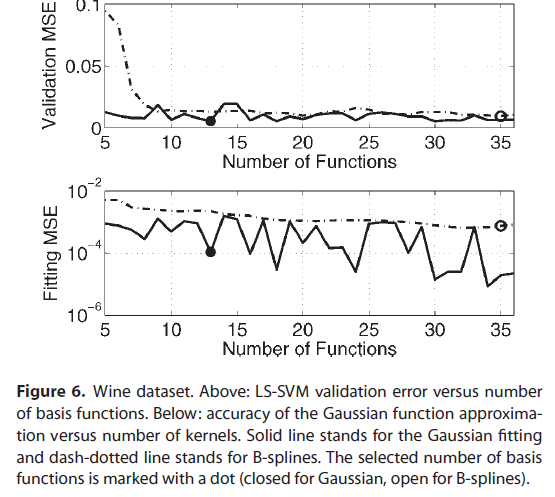 0.1
0.05
0
Validation MSE
5 10 15 20 25 30 35
Number of Functions
10^-2
10^-4
10^-6
Fitting MSE
5 10 15 20 25 30 35
Number of Functions
Figure 6. Wine dataset. Above: LS-SVM validation error versus number
of basis functions. Below: accuracy of the Gaussian function approxima-
tion versus number of kernels. Solid line stands for the Gaussian fitting
and dash-dotted line stands for B-splines. The selected number of basis
functions is marked with a dot (closed for Gaussian, open for B-splines).